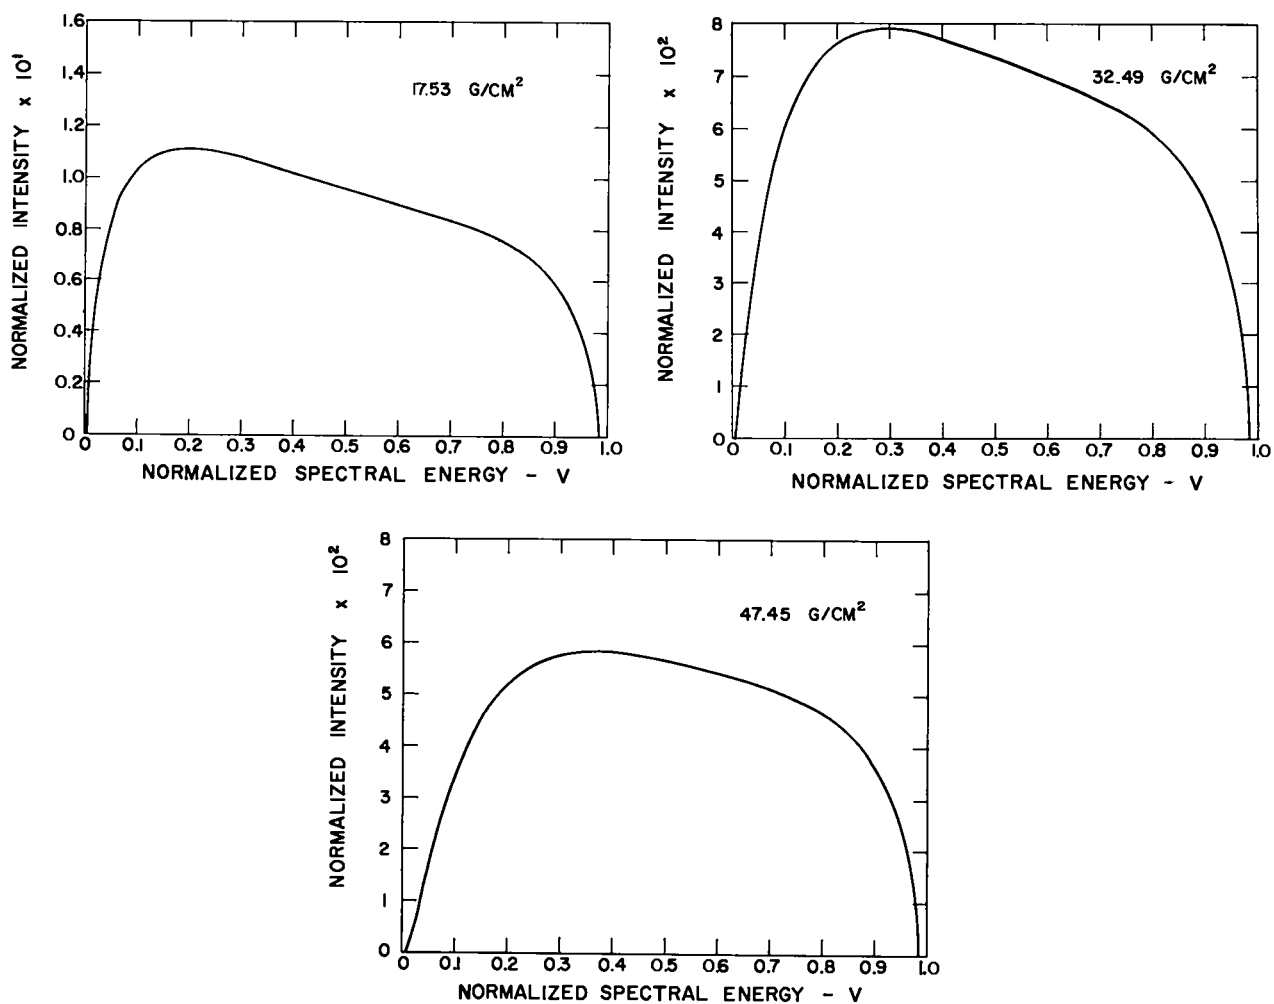 1.6
1.4
1.2
1.0
0.8
0.6
0.4
0.2
0
NORMALIZED INTENSITY x 10¹
17.53 G/CM²
0 0.1 0.2 0.3 0.4 0.5 0.6 0.7 0.8 0.9 1.0
NORMALIZED SPECTRAL ENERGY - V
8
7
6
5
4
3
2
1
0
NORMALIZED INTENSITY x 10²
32.49 G/CM²
0 0.1 0.2 0.3 0.4 0.5 0.6 0.7 0.8 0.9 1.0
NORMALIZED SPECTRAL ENERGY - V
8
7
6
5
4
3
2
1
0
NORMALIZED INTENSITY x 10²
47.45 G/CM²
0 0.1 0.2 0.3 0.4 0.5 0.6 0.7 0.8 0.9 1.0
NORMALIZED SPECTRAL ENERGY - V